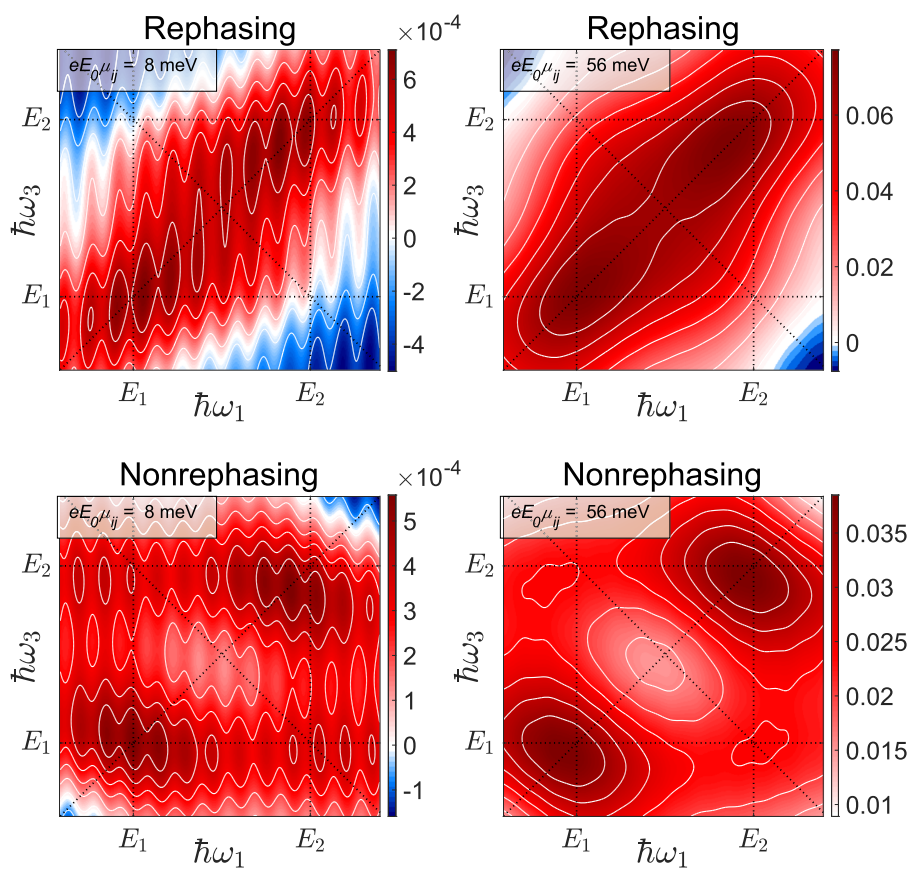 Rephasing
×10⁻⁴
eE₀μᵢⱼ = 8 meV
E₂
ħω₃
E₁
E₁
ħω₁
E₂
6
4
2
0
-2
-4
Rephasing
eE₀μᵢⱼ = 56 meV
E₂
ħω₃
E₁
E₁
ħω₁
E₂
0.06
0.04
0.02
0
Nonrephasing
×10⁻⁴
eE₀μᵢⱼ = 8 meV
E₂
ħω₃
E₁
E₁
ħω₁
E₂
5
4
3
2
1
0
-1
Nonrephasing
eE₀μᵢⱼ = 56 meV
E₂
ħω₃
E₁
E₁
ħω₁
E₂
0.035
0.03
0.025
0.02
0.015
0.01